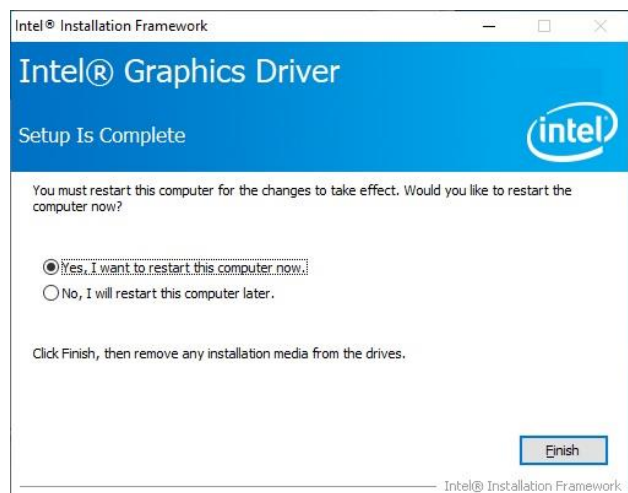 Intel® Installation Framework
Intel® Graphics Driver
Setup Is Complete
intel
You must restart this computer for the changes to take effect. Would you like to restart the
computer now?
Yes, I want to restart this computer now.
No, I will restart this computer later.
Click Finish, then remove any installation media from the drives.
Finish
Intel® Installation Framework